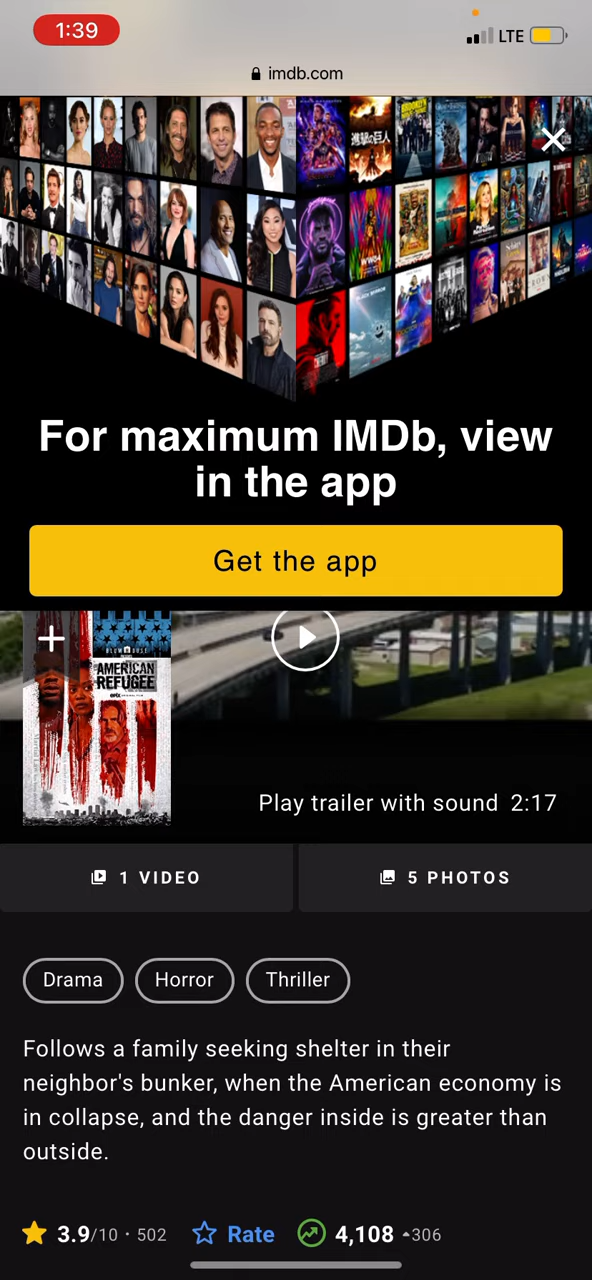 1:39
LTE
imdb.com
For maximum IMDb, view
in the app
Get the app
AMERICAN
REFUGEE
Play trailer with sound 2:17
1 VIDEO
5 PHOTOS
Drama
Horror
Thriller
Follows a family seeking shelter in their
neighbor's bunker, when the American economy is
in collapse, and the danger inside is greater than
outside.
3.9/10 · 502
Rate
4,108
306